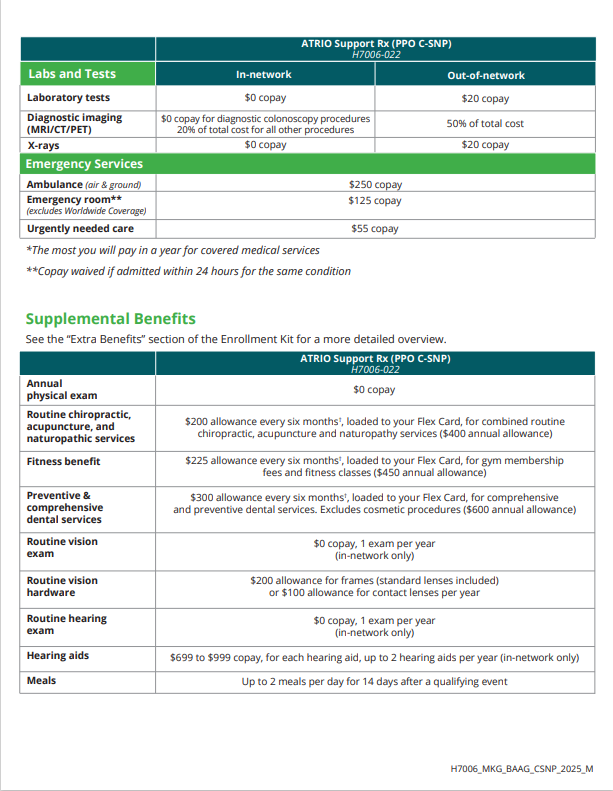 ATRIO Support Rx (PPO C-SNP)
H7006-022
Labs and Tests
In-network
Out-of-network
Laboratory tests
$0 copay
$20 copay
Diagnostic imaging
(MRI/CT/PET)
$0 copay for diagnostic colonoscopy procedures
20% of total cost for all other procedures
50% of total cost
X-rays
$0 copay
$20 copay
Emergency Services
Ambulance (air & ground)
$250 copay
Emergency room**
(excludes Worldwide Coverage)
$125 copay
Urgently needed care
$55 copay
*The most you will pay in a year for covered medical services
**Copay waived if admitted within 24 hours for the same condition
Supplemental Benefits
See the “Extra Benefits” section of the Enrollment Kit for a more detailed overview.
ATRIO Support Rx (PPO C-SNP)
H7006-022
Annual
physical exam
$0 copay
Routine chiropractic,
acupuncture, and
naturopathic services
$200 allowance every six months†, loaded to your Flex Card, for combined routine
chiropractic, acupuncture and naturopathy services ($400 annual allowance)
Fitness benefit
$225 allowance every six months†, loaded to your Flex Card, for gym membership
fees and fitness classes ($450 annual allowance)
Preventive &
comprehensive
dental services
$300 allowance every six months†, loaded to your Flex Card, for comprehensive
and preventive dental services. Excludes cosmetic procedures ($600 annual allowance)
Routine vision
exam
$0 copay, 1 exam per year
(in-network only)
Routine vision
hardware
$200 allowance for frames (standard lenses included)
or $100 allowance for contact lenses per year
Routine hearing
exam
$0 copay, 1 exam per year
(in-network only)
Hearing aids
$699 to $999 copay, for each hearing aid, up to 2 hearing aids per year (in-network only)
Meals
Up to 2 meals per day for 14 days after a qualifying event
H7006_MKG_BAAG_CSNP_2025_M